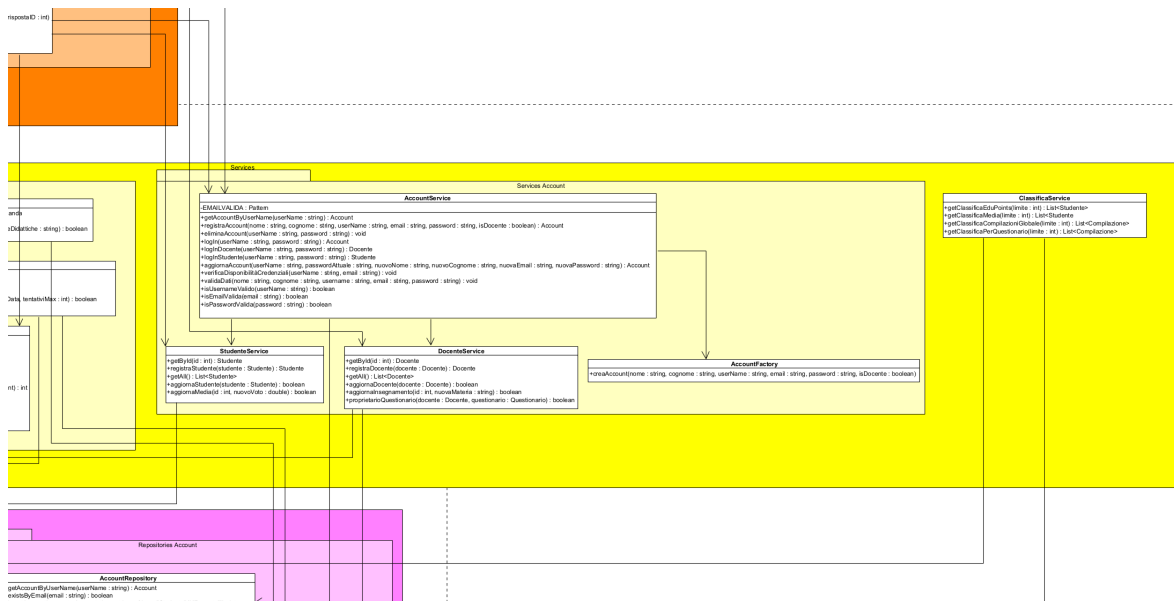 rispostaID : int)
Services
Services Account
AccountService
-EMAILVALIDA : Pattern
+getAccountByUserName(userName : string) : Account
+registraAccount(nome : string, cognome : string, userName : string, email : string, password : string, isDocente : boolean) : Account
+eliminaAccount(userName : string, password : string) : void
+logIn(userName : string, password : string) : Account
+logInDocente(userName : string, password : string) : Docente
+logInStudente(userName : string, password : string) : Studente
+aggiornaAccount(userName : string, passwordAttuale : string, nuovoNome : string, nuovoCognome : string, nuovaEmail : string, nuovaPassword : string) : Account
+verificaDisponibilitàCredenziali(userName : string, email : string) : void
+validaDati(nome : string, cognome : string, username : string, email : string, password : string) : void
+isUsernameValido(userName : string) : boolean
+isEmailValida(email : string) : boolean
+isPasswordValida(password : string) : boolean
ClassificaService
+getClassificaEduPoints(limite : int) : List<Studente>
+getClassificaMedia(limite : int) : List<Studente
+getClassificaCompilazioniGlobale(limite : int) : List<Compilazione>
+getClassificaPerQuestionario(limite : int) : List<Compilazione>
anda
oDidattiche : string) : boolean
Data, tentativiMax : int) : boolean
nt) : int
StudenteService
+getById(id : int) : Studente
+registraStudente(studente : Studente) : Studente
+getAll() : List<Studente>
+aggiornaStudente(studente : Studente) : boolean
+aggiornaMedia(id : int, nuovoVoto : double) : boolean
DocenteService
+getById(id : int) : Docente
+registraDocente(docente : Docente) : Docente
+getAll() : List<Docente>
+aggiornaDocente(docente : Docente) : boolean
+aggiornaInsegnamento(id : int, nuovaMateria : string) : boolean
+proprietarioQuestionario(docente : Docente, questionario : Questionario) : boolean
AccountFactory
+creaAccount(nome : string, cognome : string, userName : string, email : string, password : string, isDocente : boolean)
Repositories Account
AccountRepository
getAccountByUserName(userName : string) : Account
existsByEmail(email : string) : boolean